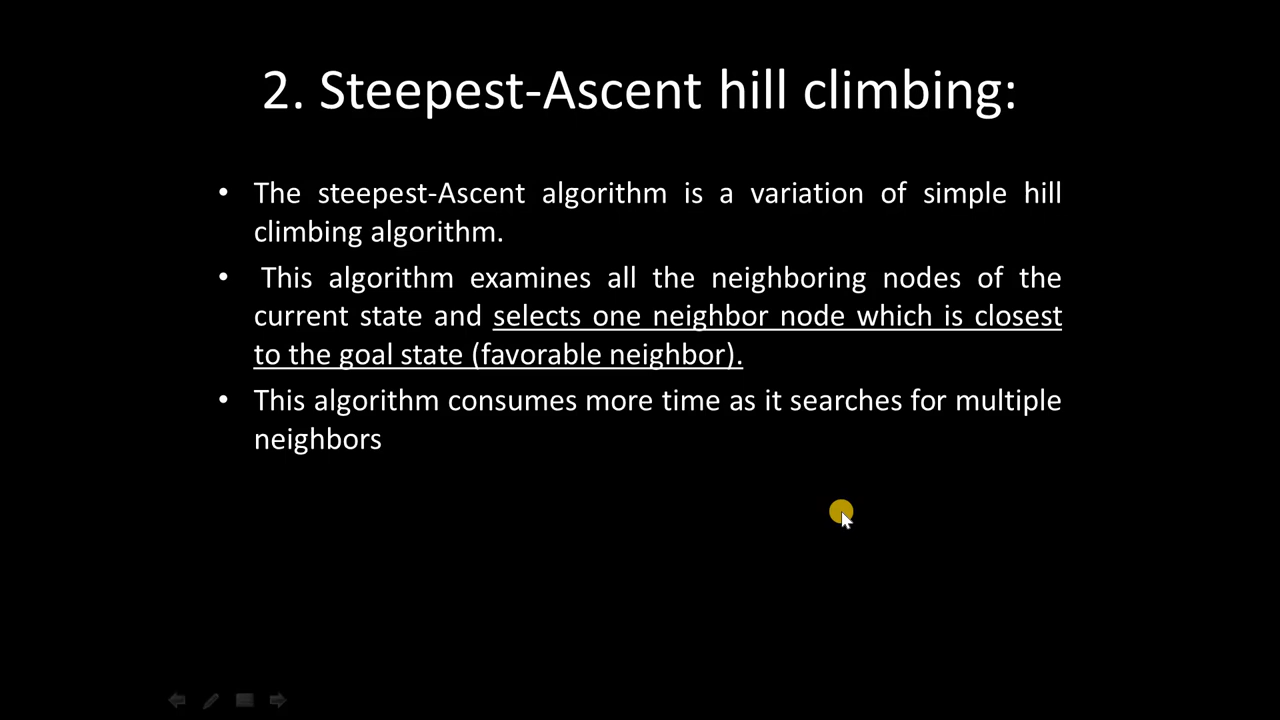 2. Steepest-Ascent hill climbing:
• The steepest-Ascent algorithm is a variation of simple hill
climbing algorithm.
• This algorithm examines all the neighboring nodes of the
current state and selects one neighbor node which is closest
to the goal state (favorable neighbor).
• This algorithm consumes more time as it searches for multiple
neighbors